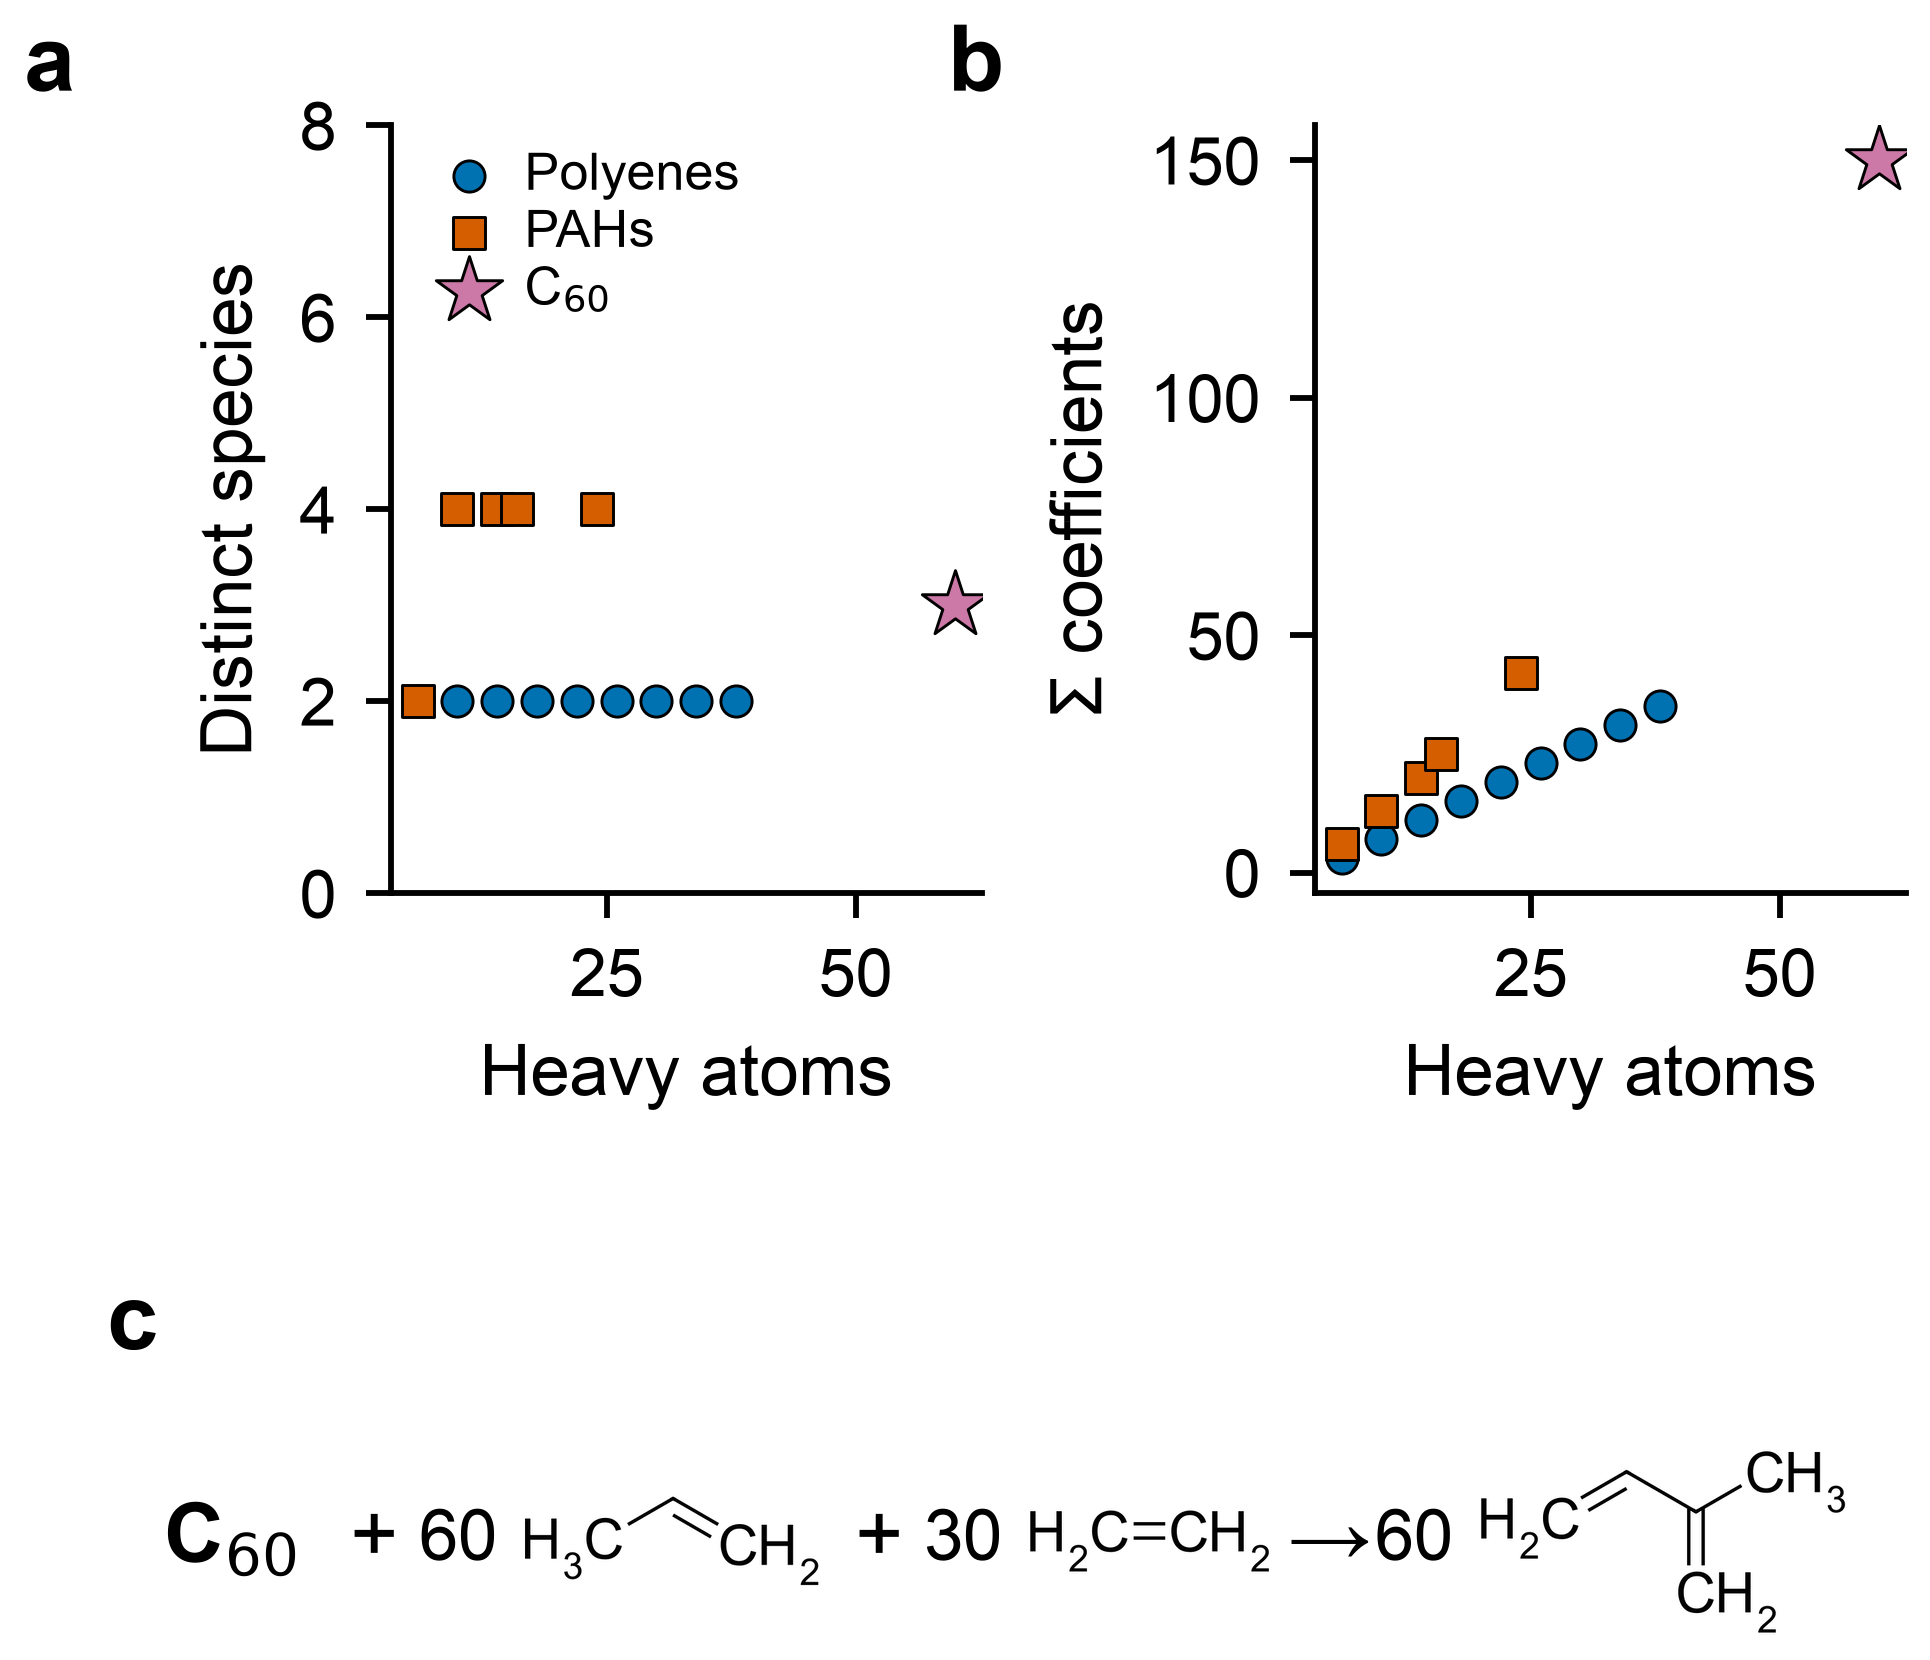 a
8
6
4
2
0
Distinct species
Polyenes
PAHs
C60
25 50
Heavy atoms
b
150
100
50
0
Σ coefficients
25 50
Heavy atoms
c
C60 + 60 H3C CH2 + 30 H2C=CH2 →60 H2C CH3 CH2